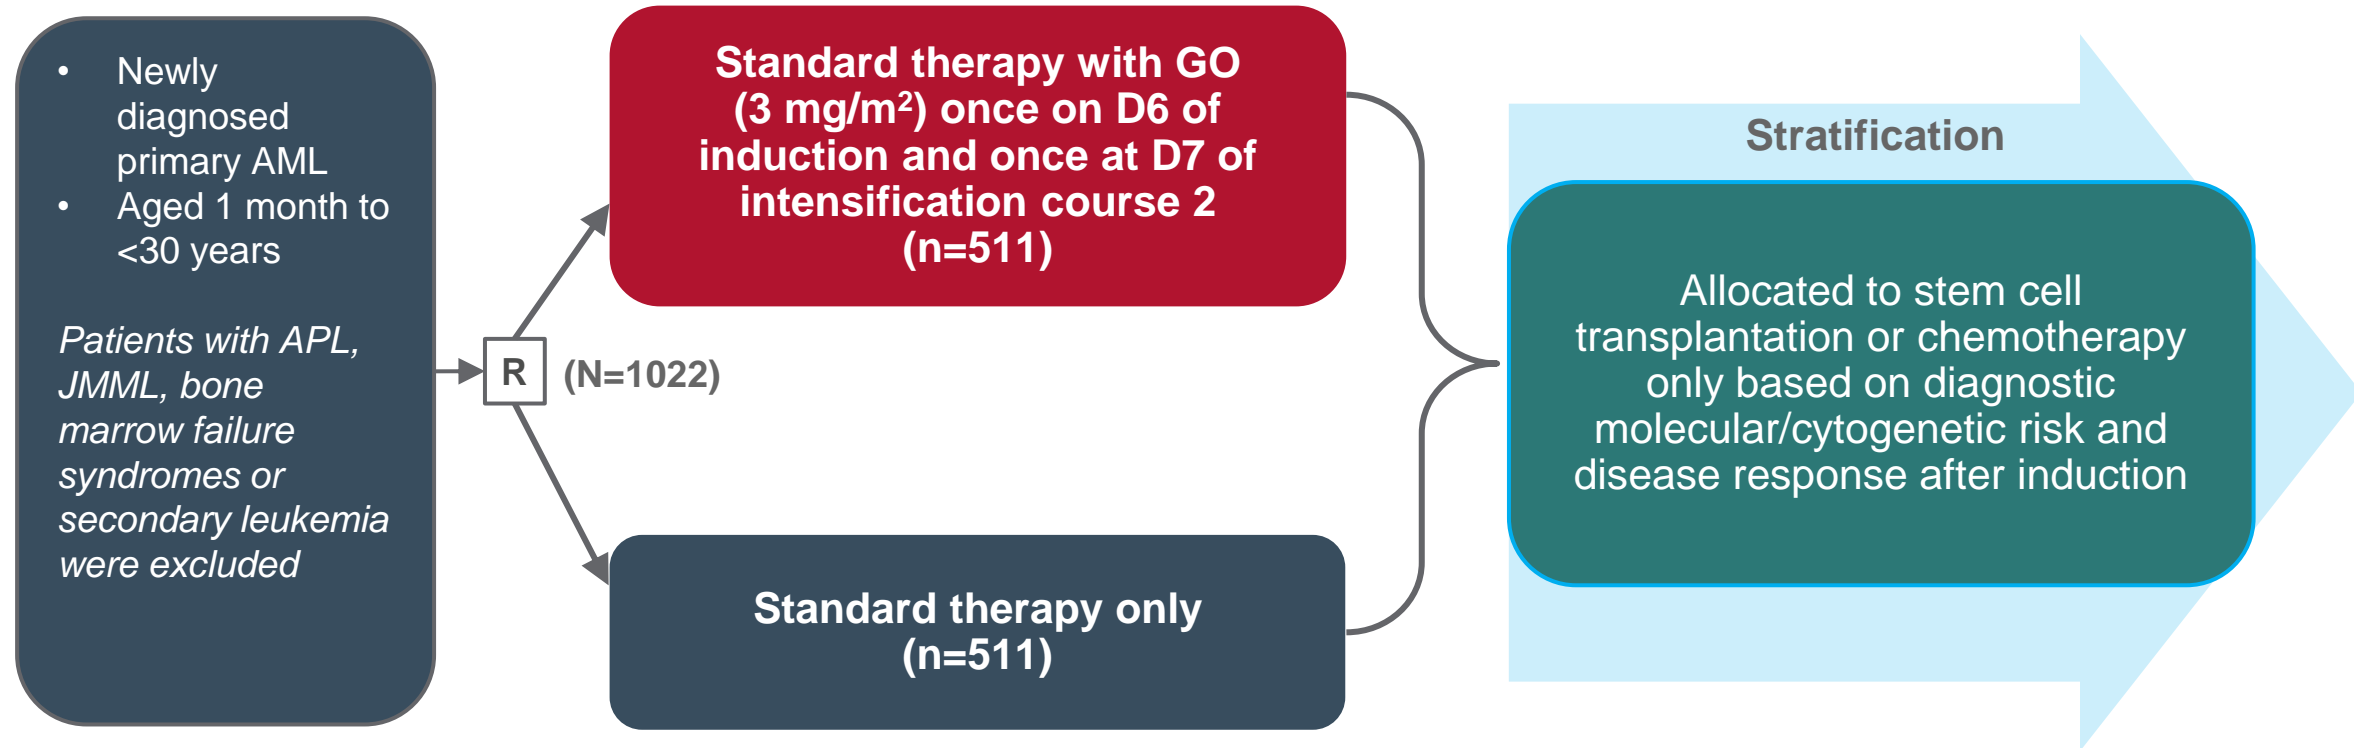 • Newly
diagnosed
primary AML
• Aged 1 month to
<30 years
Patients with APL,
JMML, bone
marrow failure
syndromes or
secondary leukemia
were excluded
R
(N=1022)
Standard therapy with GO
(3 mg/m²) once on D6 of
induction and once at D7 of
intensification course 2
(n=511)
Standard therapy only
(n=511)
Stratification
Allocated to stem cell
transplantation or chemotherapy
only based on diagnostic
molecular/cytogenetic risk and
disease response after induction